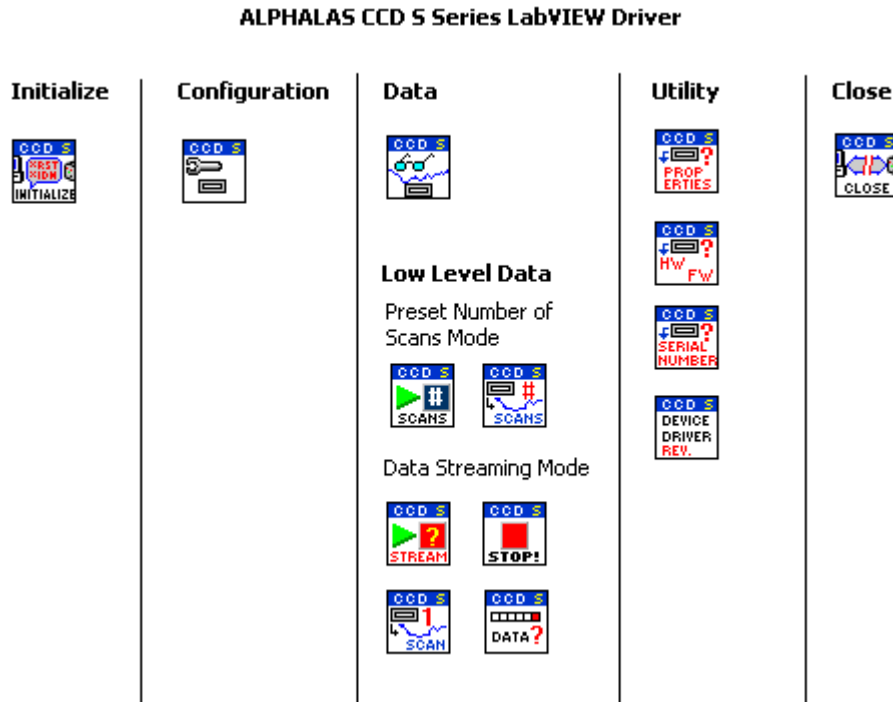 ALPHALAS CCD S Series LabVIEW Driver
Initialize
CCD S
*RST
*IDN
INITIALIZE
Configuration
CCD S
Data
CCD S
Low Level Data
Preset Number of
Scans Mode
CCD S
#
SCANS
CCD S
#
SCANS
Data Streaming Mode
CCD S
?
STREAM
CCD S
STOP!
CCD S
1
SCAN
CCD S
DATA?
Utility
CCD S
?
PROP
ERTIES
CCD S
?
HW
FW
CCD S
?
SERIAL
NUMBER
CCD S
DEVICE
DRIVER
REV.
Close
CCD S
CLOSE